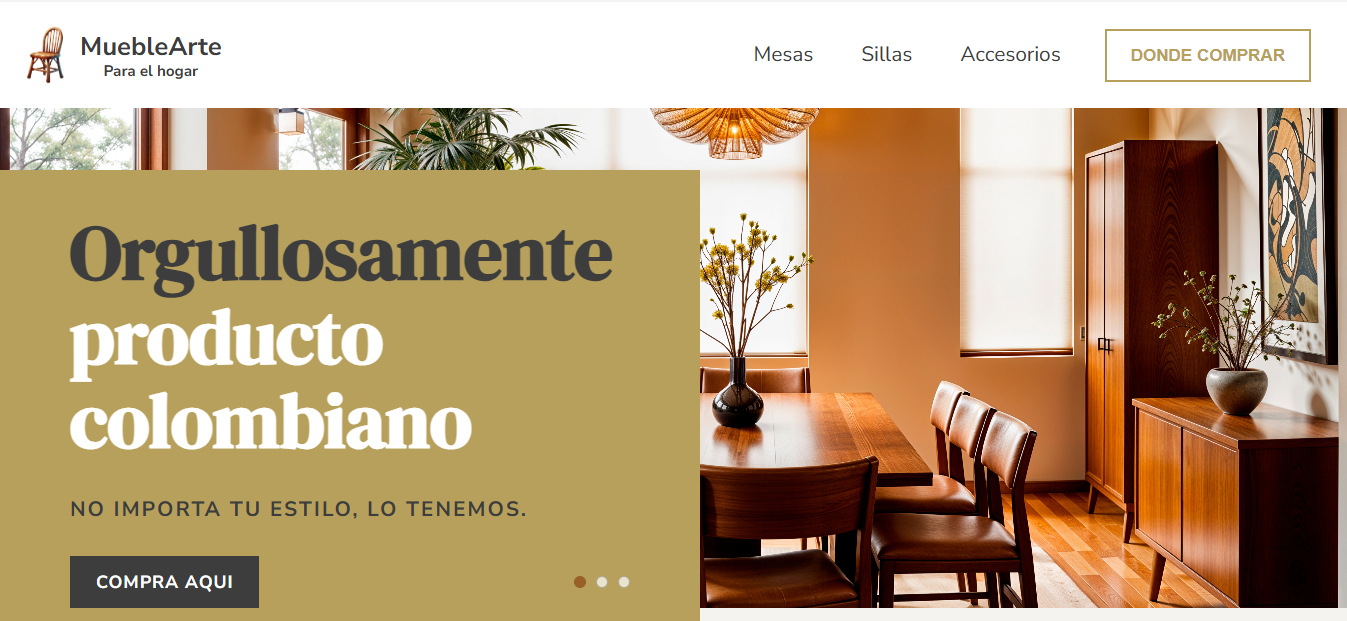 MuebleArte
Para el hogar
Mesas
Sillas
Accesorios
DONDE COMPRAR
Orgullosamente
producto
colombiano
NO IMPORTA TU ESTILO, LO TENEMOS.
COMPRA AQUI